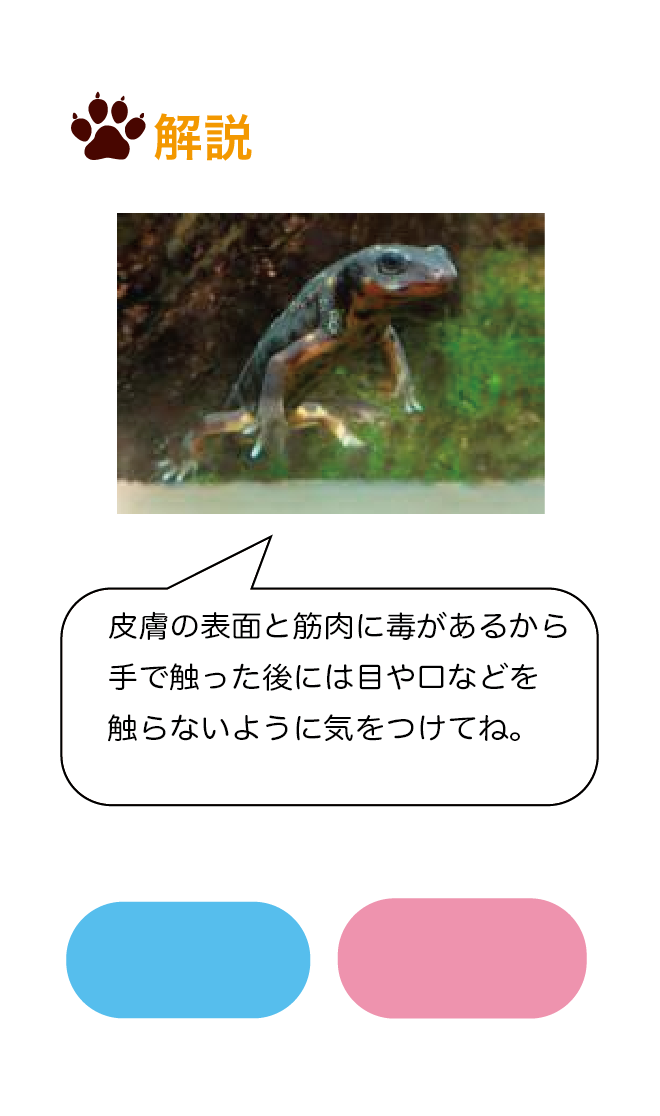 解説
皮膚の表面と筋肉に毒があるから
手で触った後には目や口などを
触らないように気をつけてね。